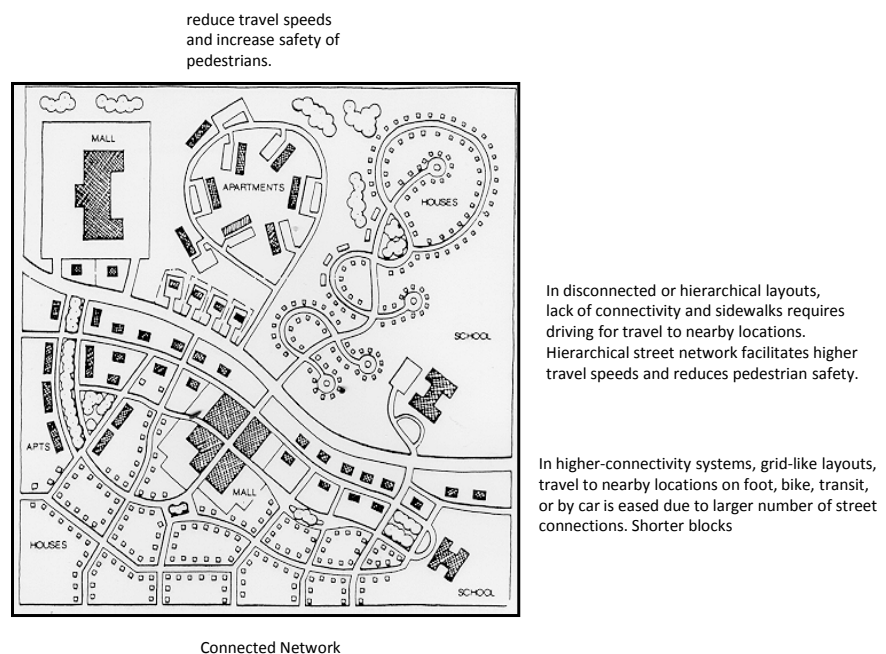 reduce travel speeds
and increase safety of
pedestrians.
MALL
APARTMENTS
HOUSES
In disconnected or hierarchical layouts,
lack of connectivity and sidewalks requires
driving for travel to nearby locations.
Hierarchical street network facilitates higher
travel speeds and reduces pedestrian safety.
SCHOOL
APTS
MALL
In higher-connectivity systems, grid-like layouts,
travel to nearby locations on foot, bike, transit,
or by car is eased due to larger number of street
connections. Shorter blocks
HOUSES
SCHOOL
Connected Network